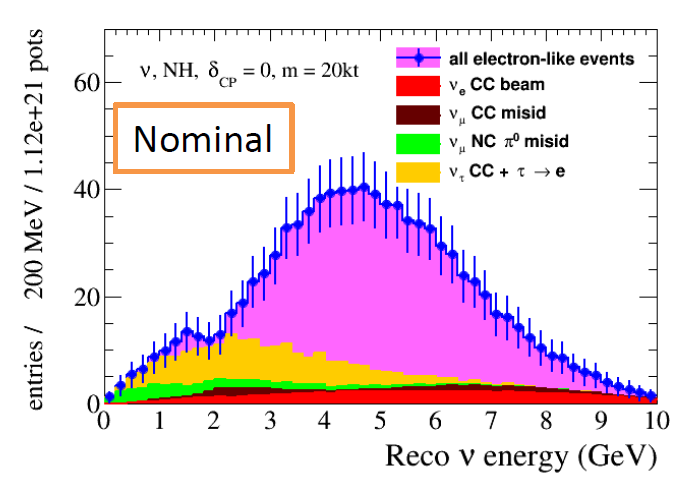 entries / 200 MeV / 1.12e+21 pots
60
40
20
0
ν, NH, δCP = 0, m = 20kt
Nominal
all electron-like events
νe CC beam
νμ CC misid
νμ NC π0 misid
ντ CC + τ → e
0 1 2 3 4 5 6 7 8 9 10
Reco ν energy (GeV)